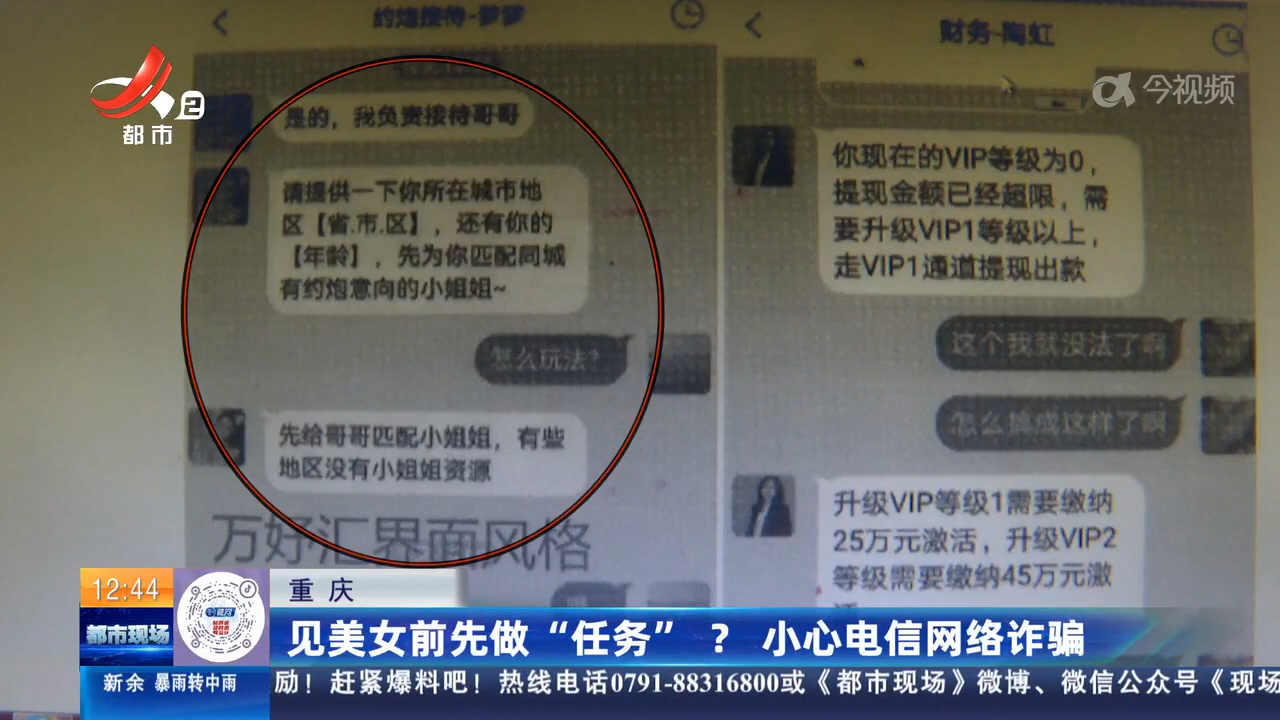 约炮接待-梦梦
是的，我负责接待哥哥
请提供一下你所在城市地
区【省.市.区】，还有你的
【年龄】，先为你匹配同城
有约炮意向的小姐姐~
怎么玩法?
先给哥哥匹配小姐姐，有些
地区没有小姐姐资源
万好汇界面风格
财务-陶虹
你现在的VIP等级为0，
提现金额已经超限，需
要升级VIP1等级以上，
走VIP1通道提现出款
这个我就没法了啊
怎么搞成这样了啊
升级VIP等级1需要缴纳
25万元激活，升级VIP2
等级需要缴纳45万元激
2
都市
今视频
12:44
都市现场
重庆
见美女前先做“任务”？ 小心电信网络诈骗
新余 暴雨转中雨
励！赶紧爆料吧！热线电话0791-88316800或《都市现场》微博、微信公众号《现场